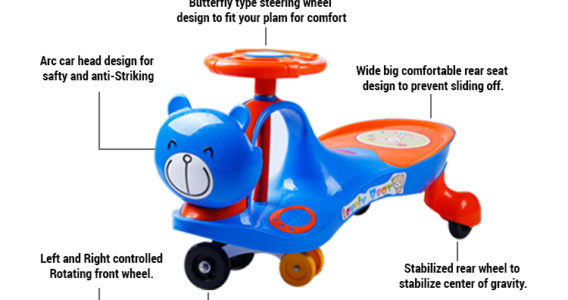 Butterfly type steering wheel
design to fit your plam for comfort
Arc car head design for
safty and anti-Striking
Wide big comfortable rear seat
design to prevent sliding off.
Lovely Bear
Left and Right controlled
Rotating front wheel.
Stabilized rear wheel to
stabilize center of gravity.